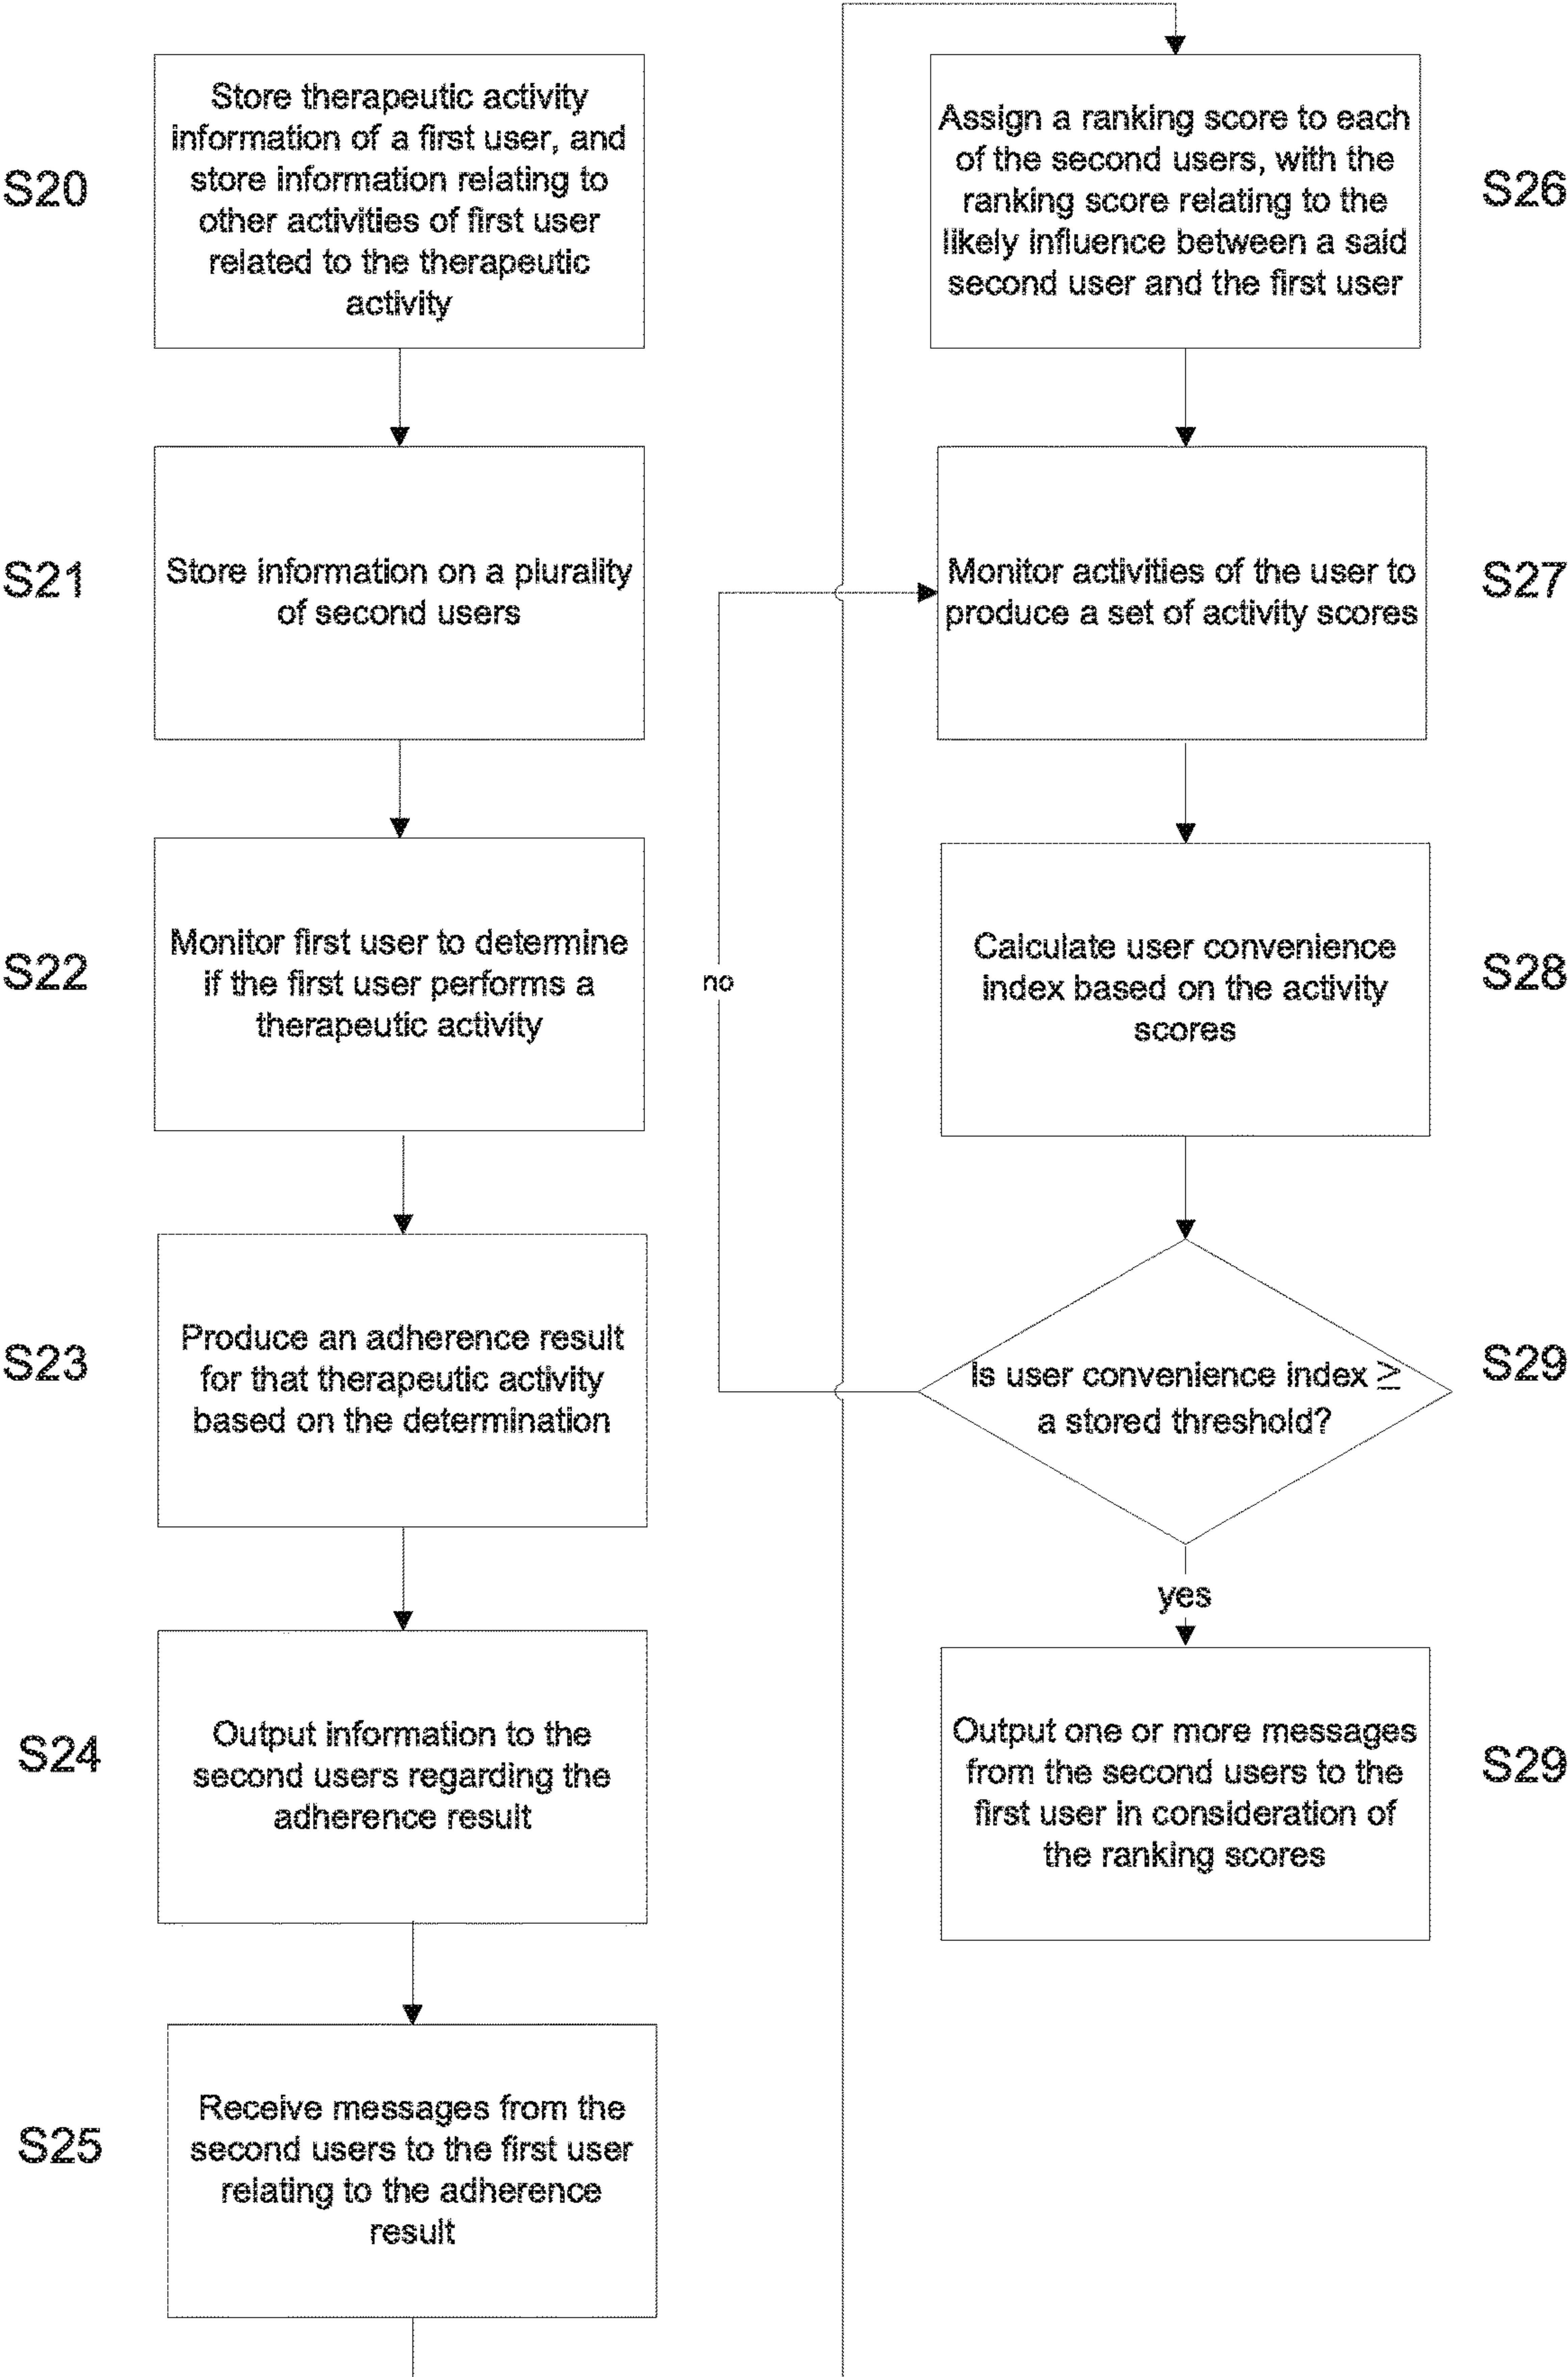 S20
Store therapeutic activity
information of a first user, and
store information relating to
other activities of first user
related to the therapeutic
activity
S21
Store information on a plurality
of second users
S22
Monitor first user to determine
if the first user performs a
therapeutic activity
S23
Produce an adherence result
for that therapeutic activity
based on the determination
S24
Output information to the
second users regarding the
adherence result
S25
Receive messages from the
second users to the first user
relating to the adherence
result
Assign a ranking score to each
of the second users, with the
ranking score relating to the
likely influence between a said
second user and the first user
S26
Monitor activities of the user to
produce a set of activity scores
S27
Calculate user convenience
index based on the activity
scores
S28
no
Is user convenience index ≥
a stored threshold?
S29
yes
Output one or more messages
from the second users to the
first user in consideration of
the ranking scores
S29